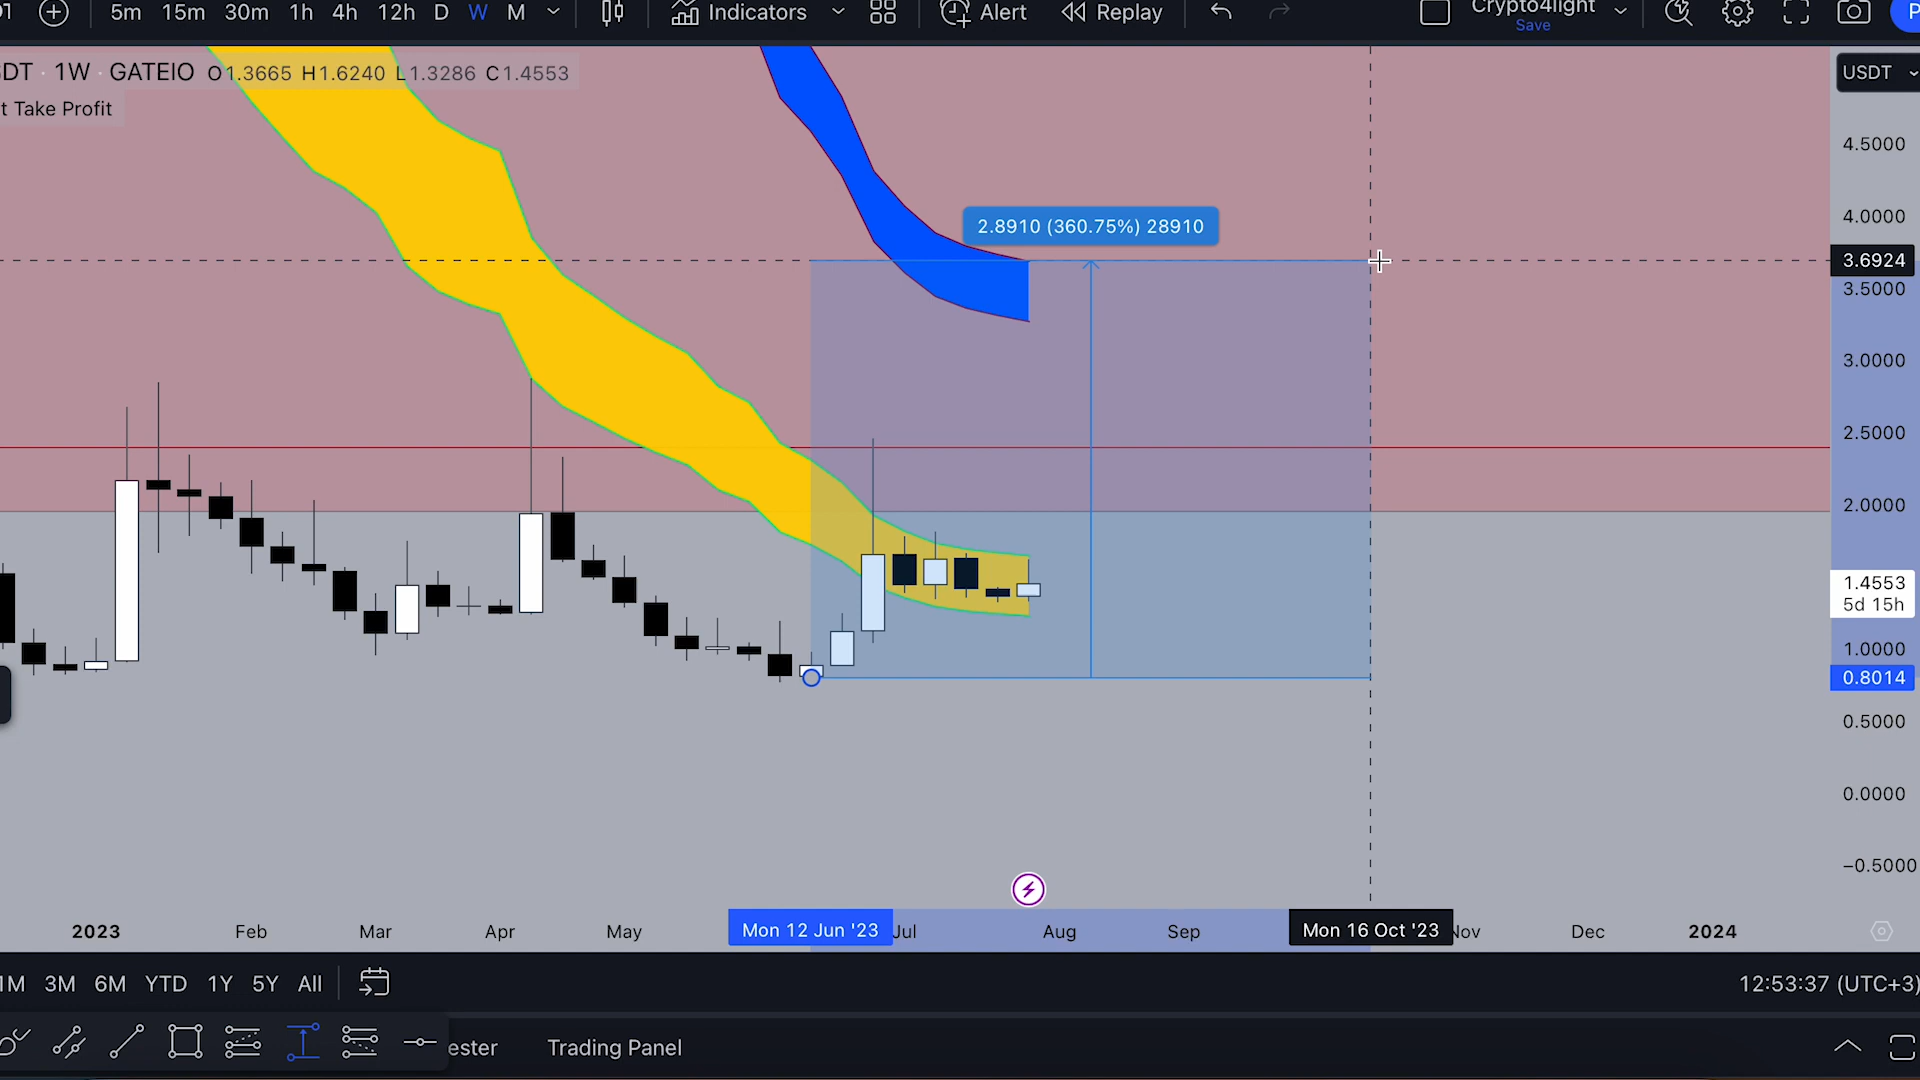 5m 15m 30m 1h 4h 12h D W M Indicators Alert Replay Crypto4light
Save
DT · 1W · GATEIO O1.3665 H1.6240 L1.3286 C1.4553
USDT
t Take Profit
4.5000
4.0000
2.8910 (360.75%) 28910
3.6924
3.5000
3.0000
2.5000
2.0000
1.4553
5d 15h
1.0000
0.8014
0.5000
0.0000
−0.5000
2023 Feb Mar Apr May Mon 12 Jun '23 Jul Aug Sep Mon 16 Oct '23 Nov Dec 2024
1M 3M 6M YTD 1Y 5Y All 12:53:37 (UTC+3)
ester Trading Panel